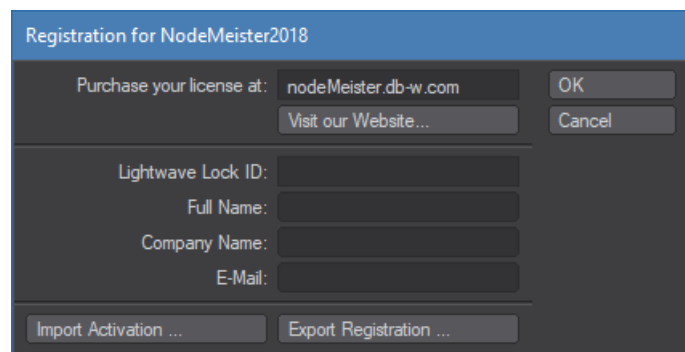 Registration for NodeMeister2018
Purchase your license at: nodeMeister.db-w.com OK
Visit our Website... Cancel
Lightwave Lock ID:
Full Name:
Company Name:
E-Mail:
Import Activation ... Export Registration ...